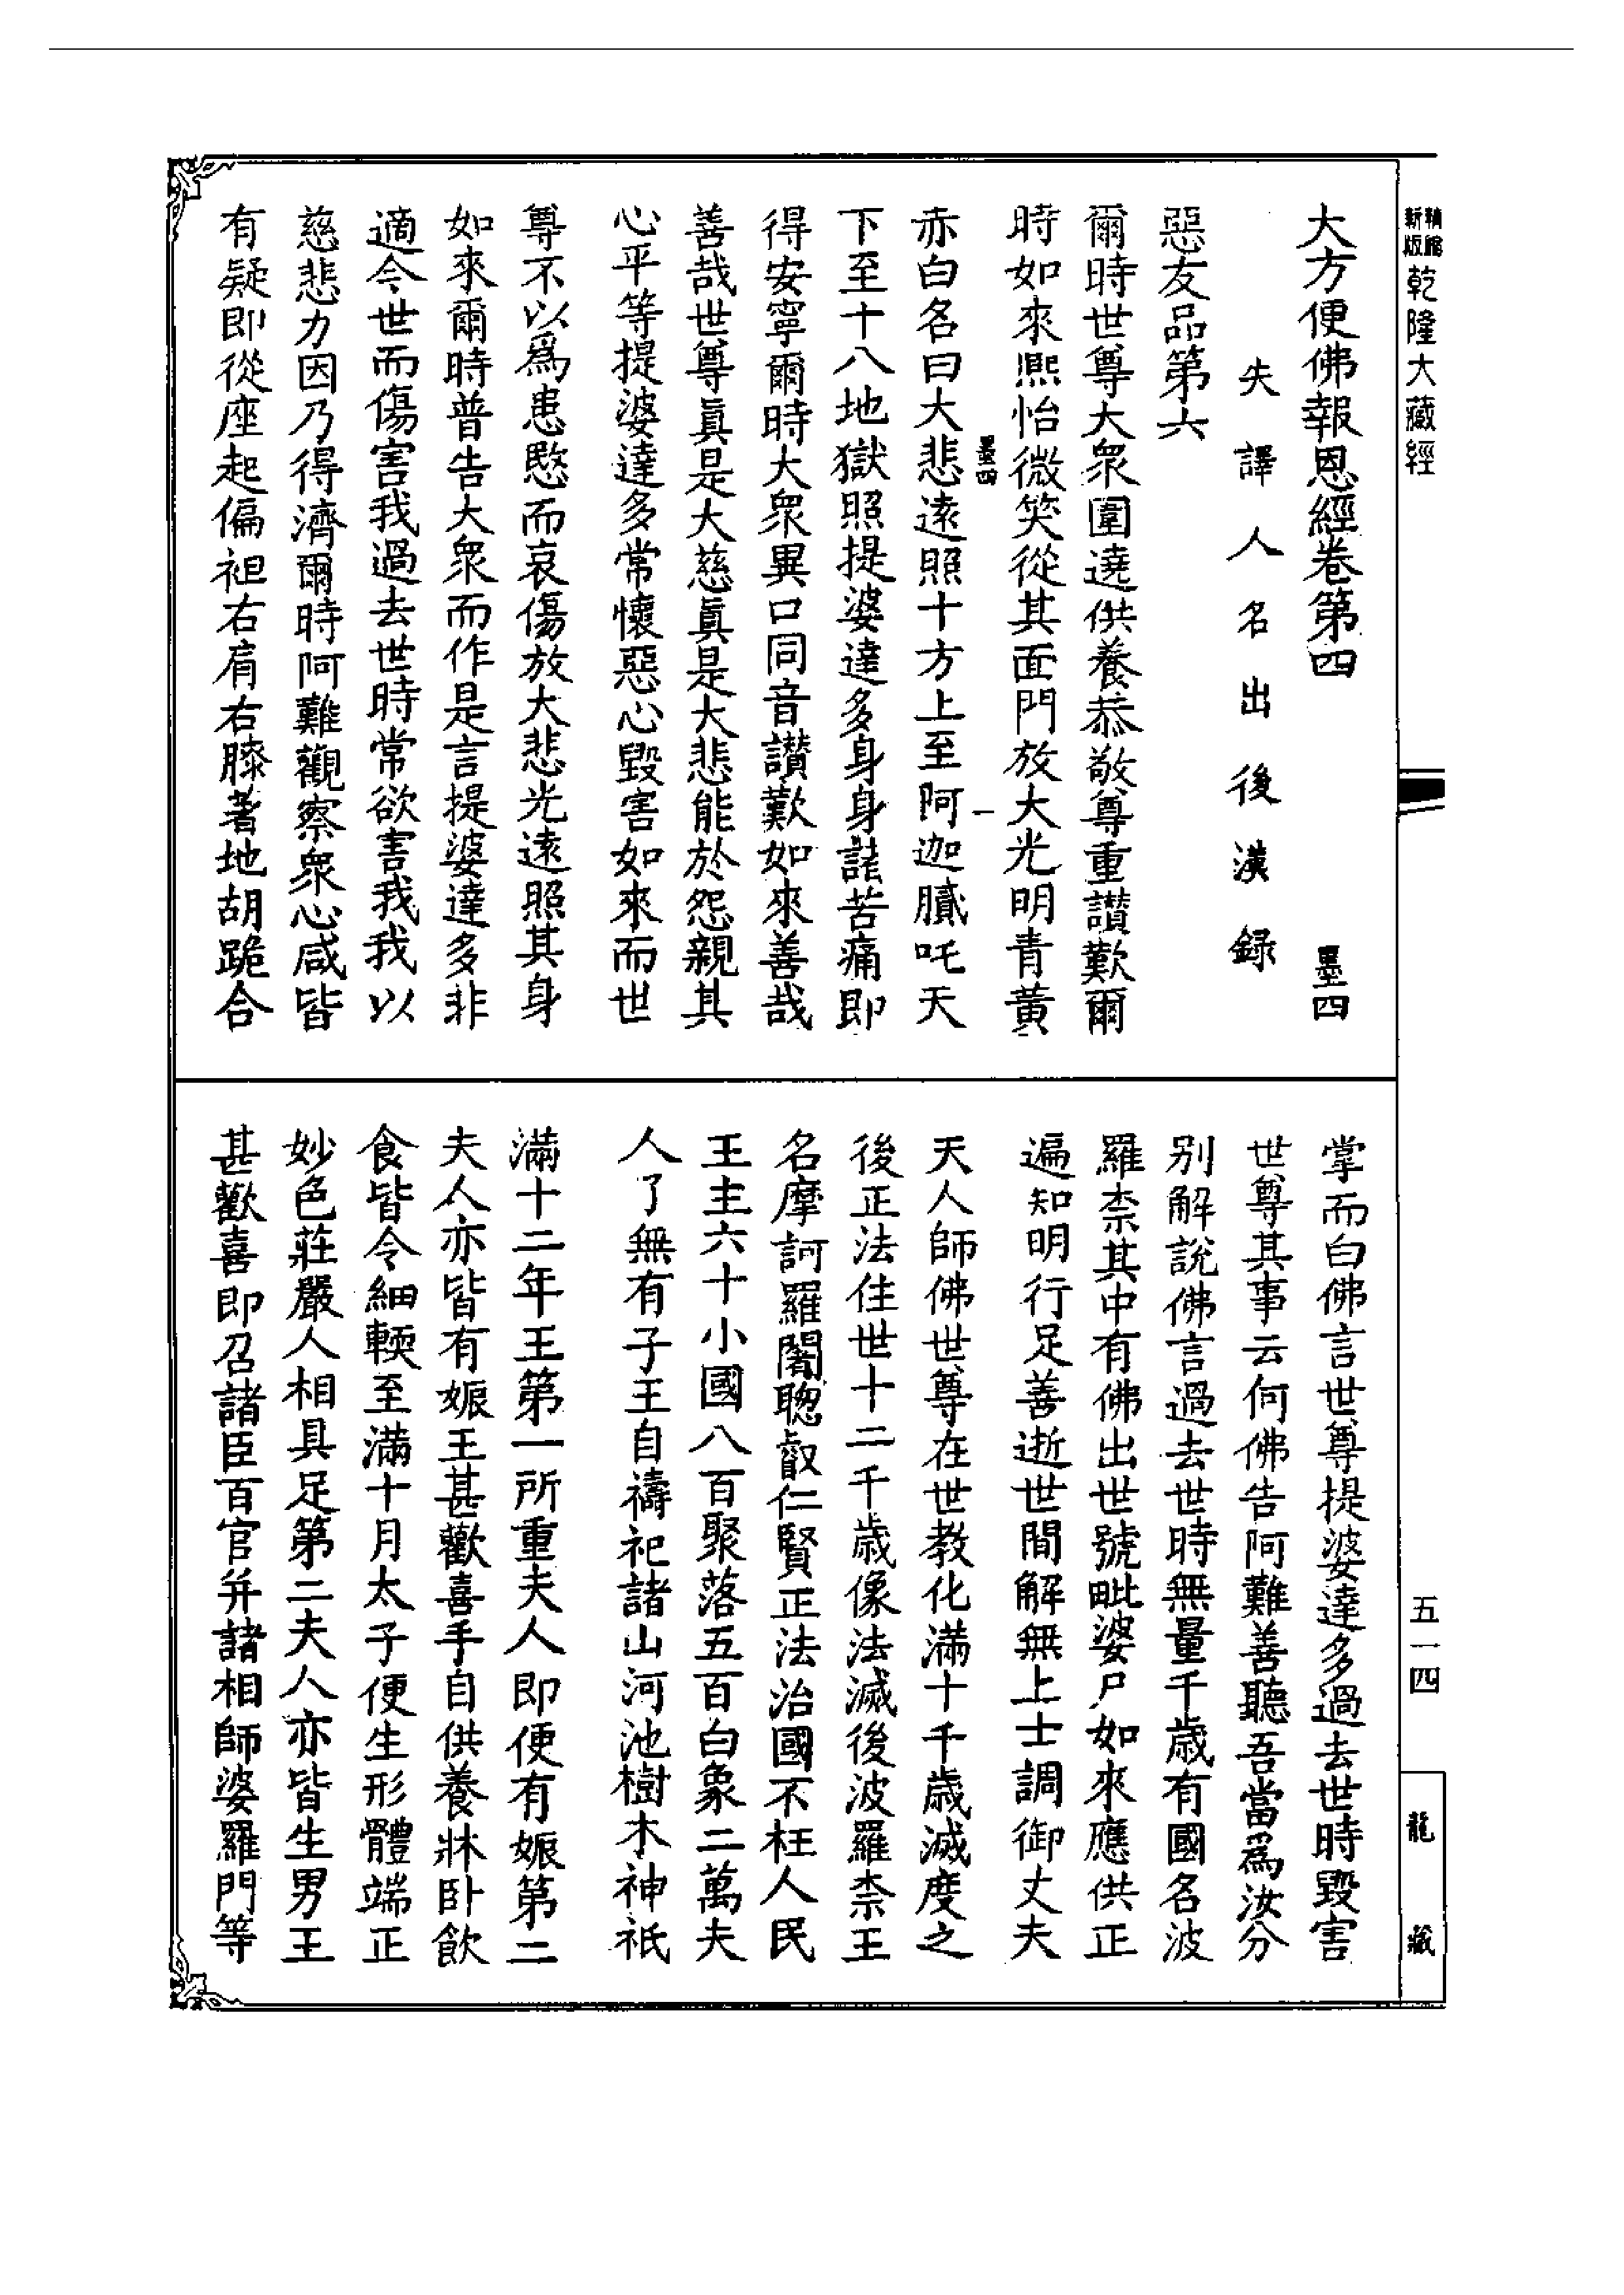 新版
精縮
乾隆大藏經
大方便佛報恩經卷第四 墨四
失譯人名出後漢錄
惡友品第六
爾時世尊大眾圍遶供養恭敬尊重讚歎爾
時如來熙怡微笑從其面門放大光明青黃
墨四 一
赤白名曰大悲遠照十方上至阿迦膩吒天
下至十八地獄照提婆達多身身諸苦痛即
得安寧爾時大眾異口同音讚歎如來善哉
善哉世尊真是大慈真是大悲能於怨親其
心平等提婆達多常懷惡心毀害如來而世
尊不以為患愍而哀傷放大悲光遠照其身
如來爾時普告大眾而作是言提婆達多非
適今世而傷害我過去世時常欲害我我以
慈悲力因乃得濟爾時阿難觀察眾心咸皆
有疑即從座起偏袒右肩右膝著地胡跪合
掌而白佛言世尊提婆達多過去世時毀害
世尊其事云何佛告阿難善聽吾當為汝分
別解說佛言過去世時無量千歲有國名波
羅柰其中有佛出世號毗婆尸如來應供正
遍知明行足善逝世間解無上士調御丈夫
天人師佛世尊在世教化滿十千歲滅度之
後正法住世十二千歲像法滅後波羅柰王
名摩訶羅闍聰叡仁賢正法治國不枉人民
王主六十小國八百聚落五百白象二萬夫
人了無有子王自禱祀諸山河池樹木神祇
滿十二年王第一所重夫人即便有娠第二
夫人亦皆有娠王甚歡喜手自供養牀卧飲
食皆令細輭至滿十月太子便生形體端正
妙色莊嚴人相具足第二夫人亦皆生男王
甚歡喜即召諸臣百官并諸相師婆羅門等
五一四
龍藏